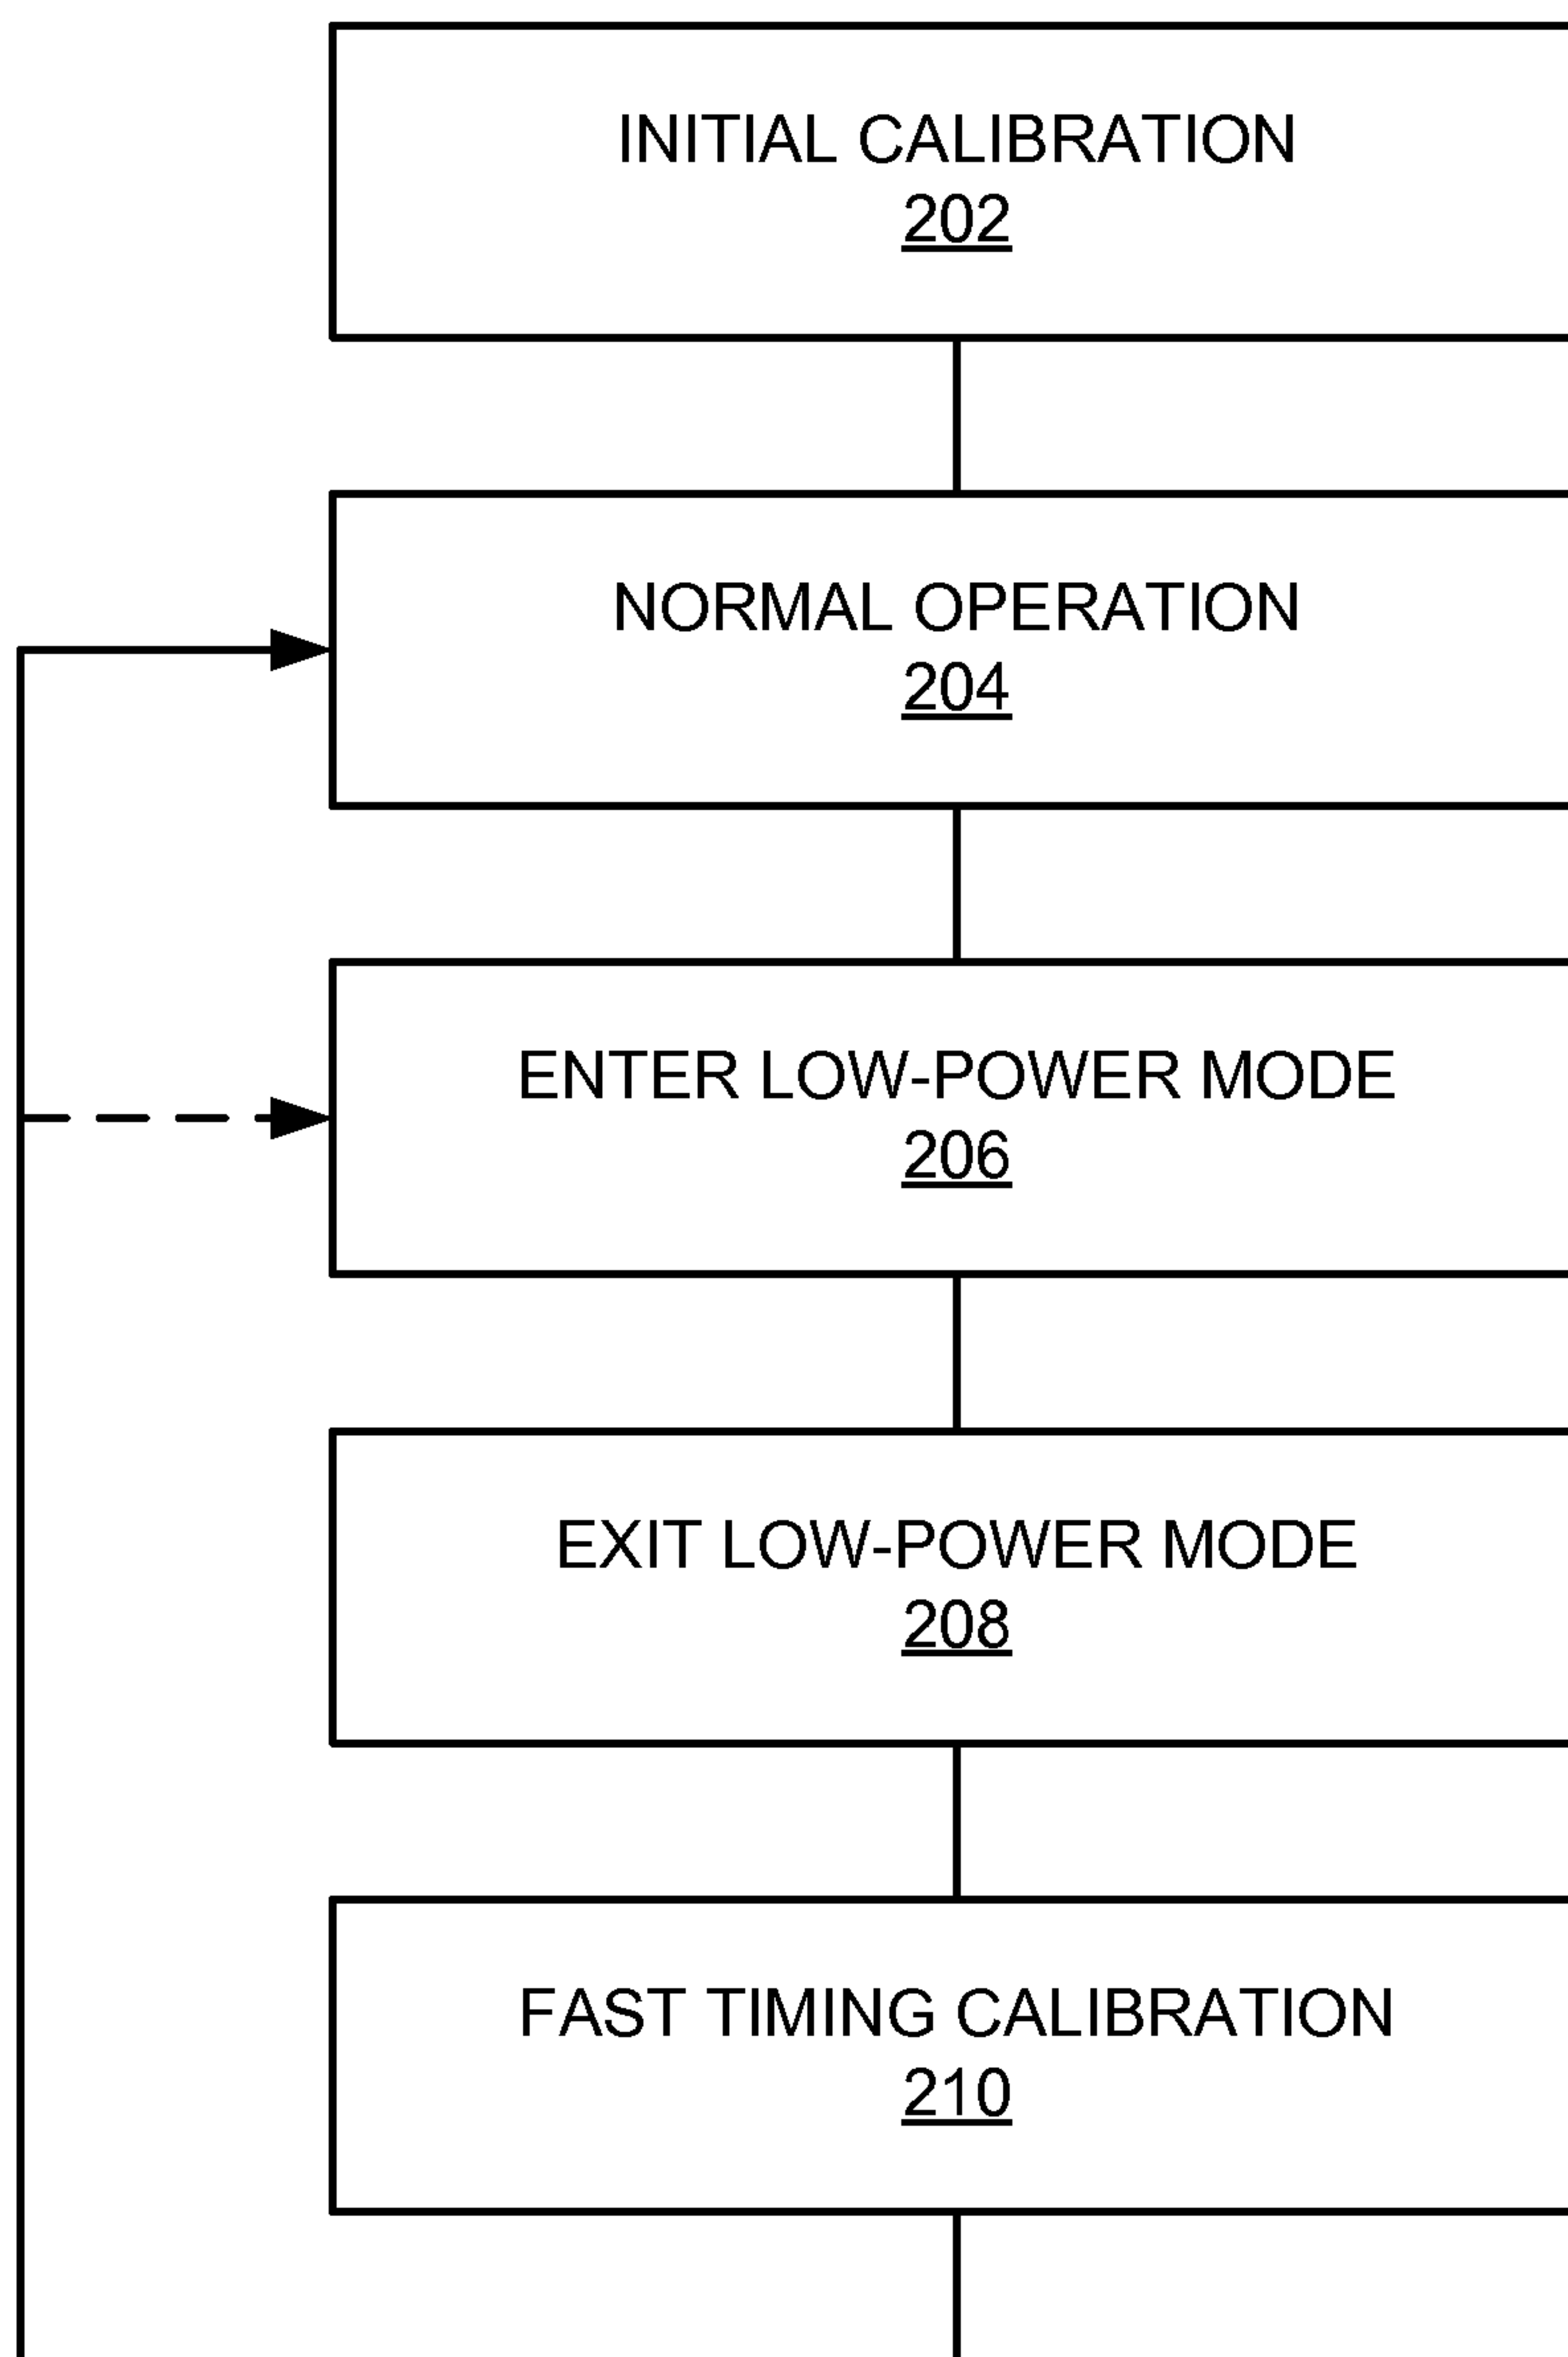 INITIAL CALIBRATION
202
NORMAL OPERATION
204
ENTER LOW-POWER MODE
206
EXIT LOW-POWER MODE
208
FAST TIMING CALIBRATION
210